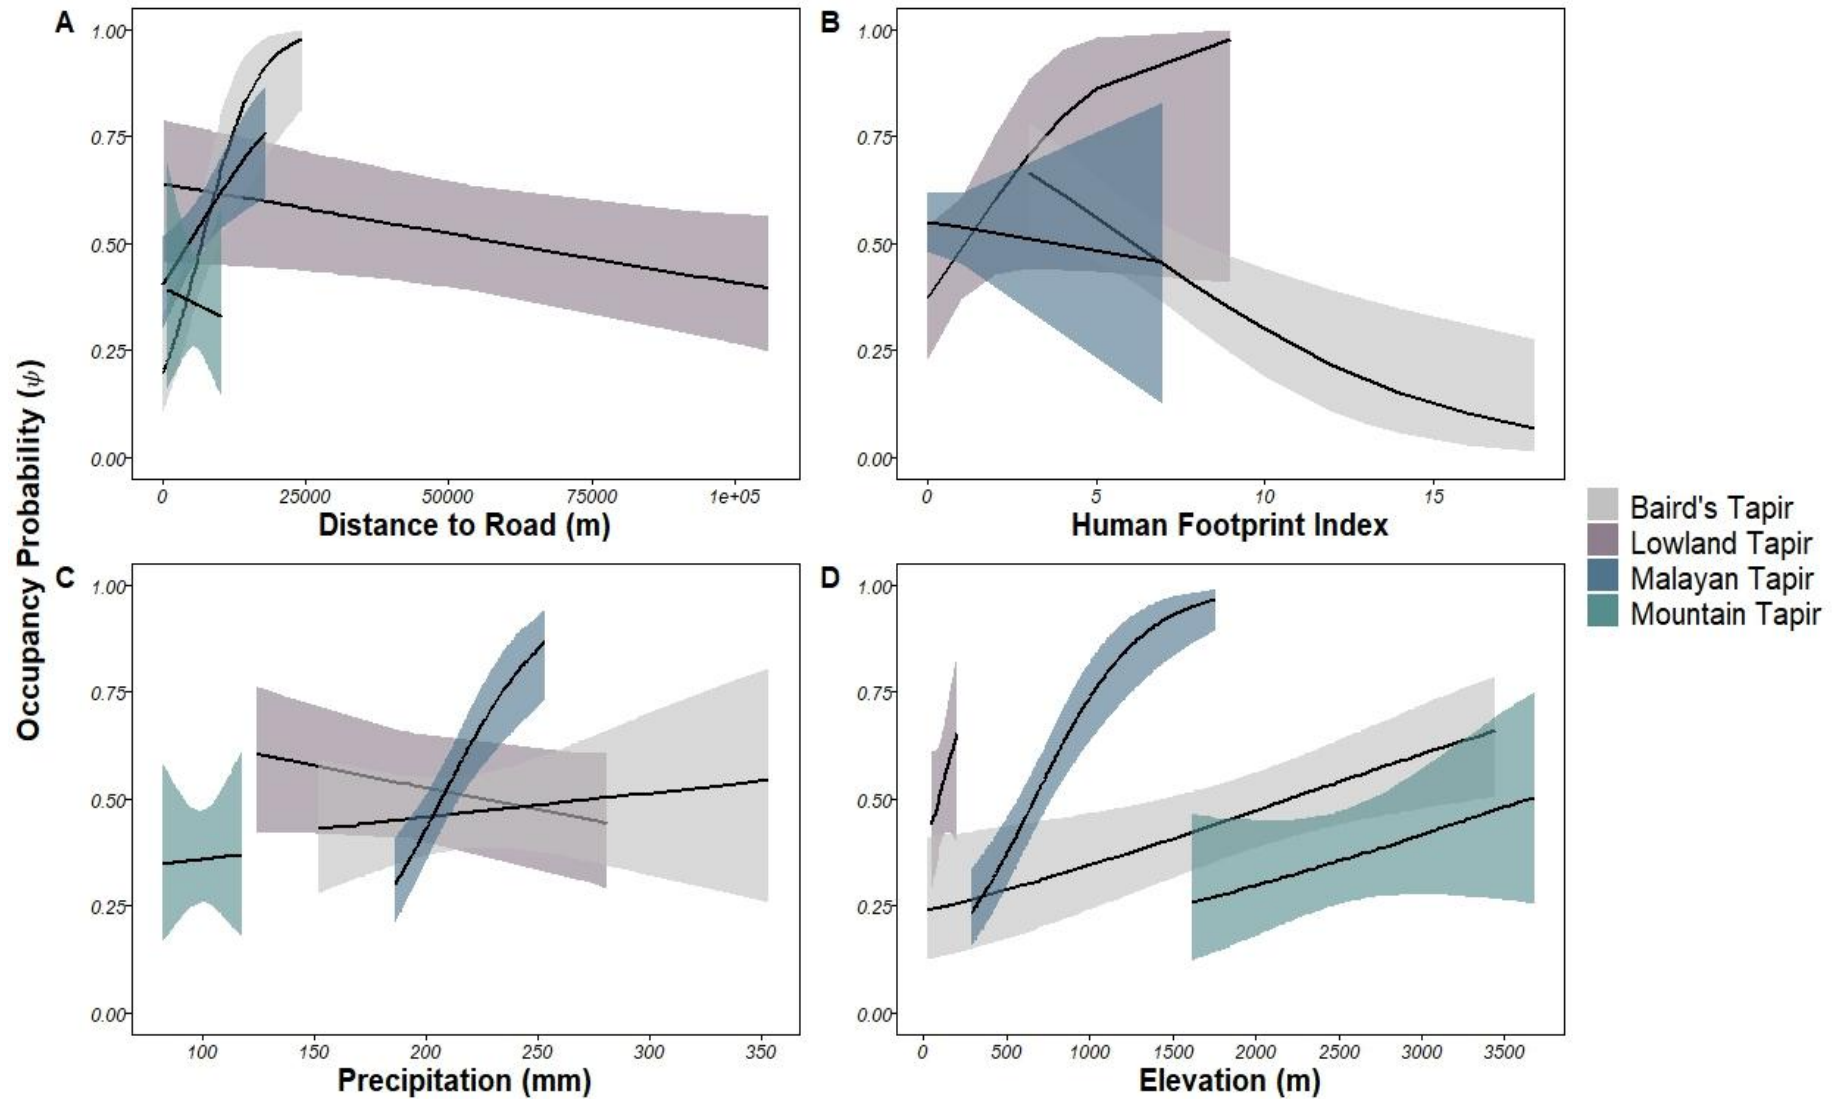 A
1.00
0.75
0.50
0.25
0.00
0 25000 50000 75000 1e+05
Distance to Road (m)
B
1.00
0.75
0.50
0.25
0.00
0 5 10 15
Human Footprint Index
Occupancy Probability (ψ)
Baird's Tapir
Lowland Tapir
Malayan Tapir
Mountain Tapir
C
1.00
0.75
0.50
0.25
0.00
100 150 200 250 300 350
Precipitation (mm)
D
1.00
0.75
0.50
0.25
0.00
0 500 1000 1500 2000 2500 3000 3500
Elevation (m)